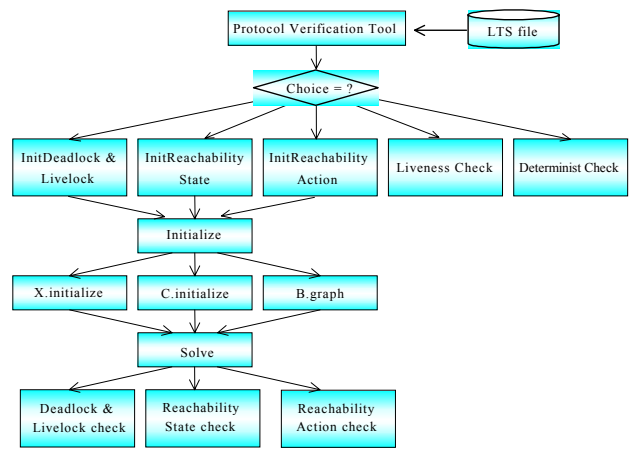 Protocol Verification Tool
LTS file
Choice = ?
InitDeadlock &
Livelock
InitReachability
State
InitReachability
Action
Liveness Check
Determinist Check
Initialize
X.initialize
C.initialize
B.graph
Solve
Deadlock &
Livelock check
Reachability
State check
Reachability
Action check